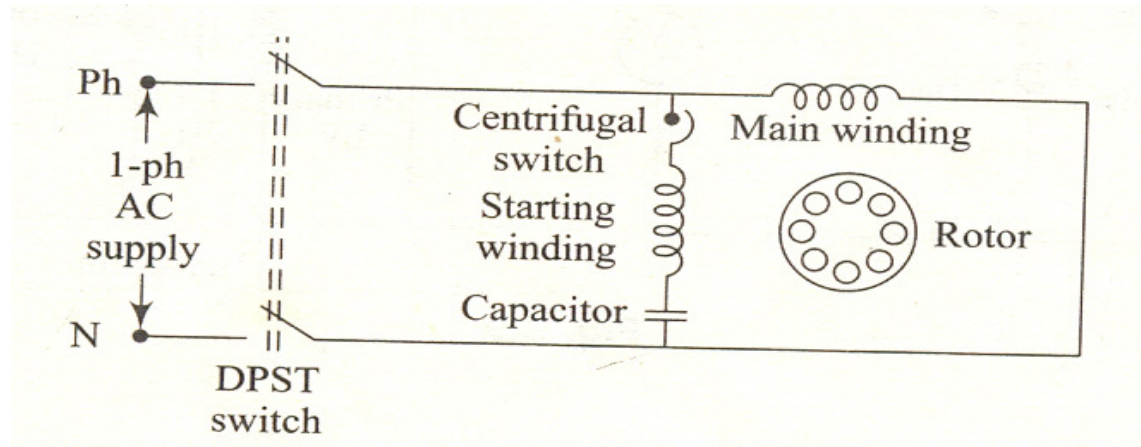 Ph
1-ph
AC
supply
N
DPST
switch
Centrifugal
switch
Starting
winding
Capacitor
Main winding
Rotor